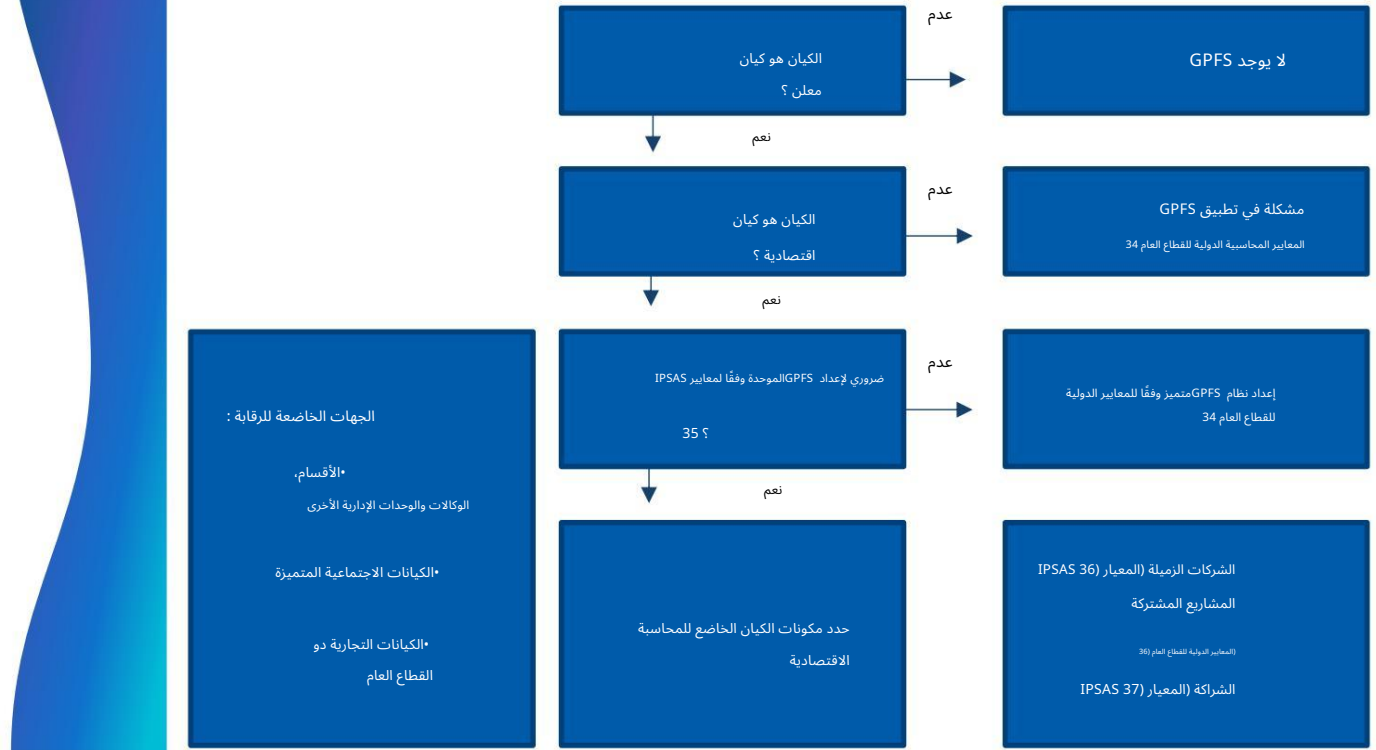 الكيان هو كيان
معلن ؟
عدم
لا يوجد GPFS
نعم
الكيان هو كيان
اقتصادية ؟
عدم
مشكلة في تطبيق GPFS
المعايير المحاسبية الدولية للقطاع العام 34
نعم
ضروري لإعداد GPFSالموحدة وفقًا لمعايير IPSAS
35 ؟
عدم
إعداد نظام GPFSمتميز وفقًا للمعايير الدولية
للقطاع العام 34
نعم
الجهات الخاضعة للرقابة :
•الأقسام،
الوكالات والوحدات الإدارية الأخرى
•الكيانات الاجتماعية المتميزة
•الكيانات التجارية دو
القطاع العام
حدد مكونات الكيان الخاضع للمحاسبة
الاقتصادية
الشركات الزميلة (المعيار IPSAS 36)
المشاريع المشتركة
(المعايير الدولية للقطاع العام 36)
الشراكة (المعيار IPSAS 37)